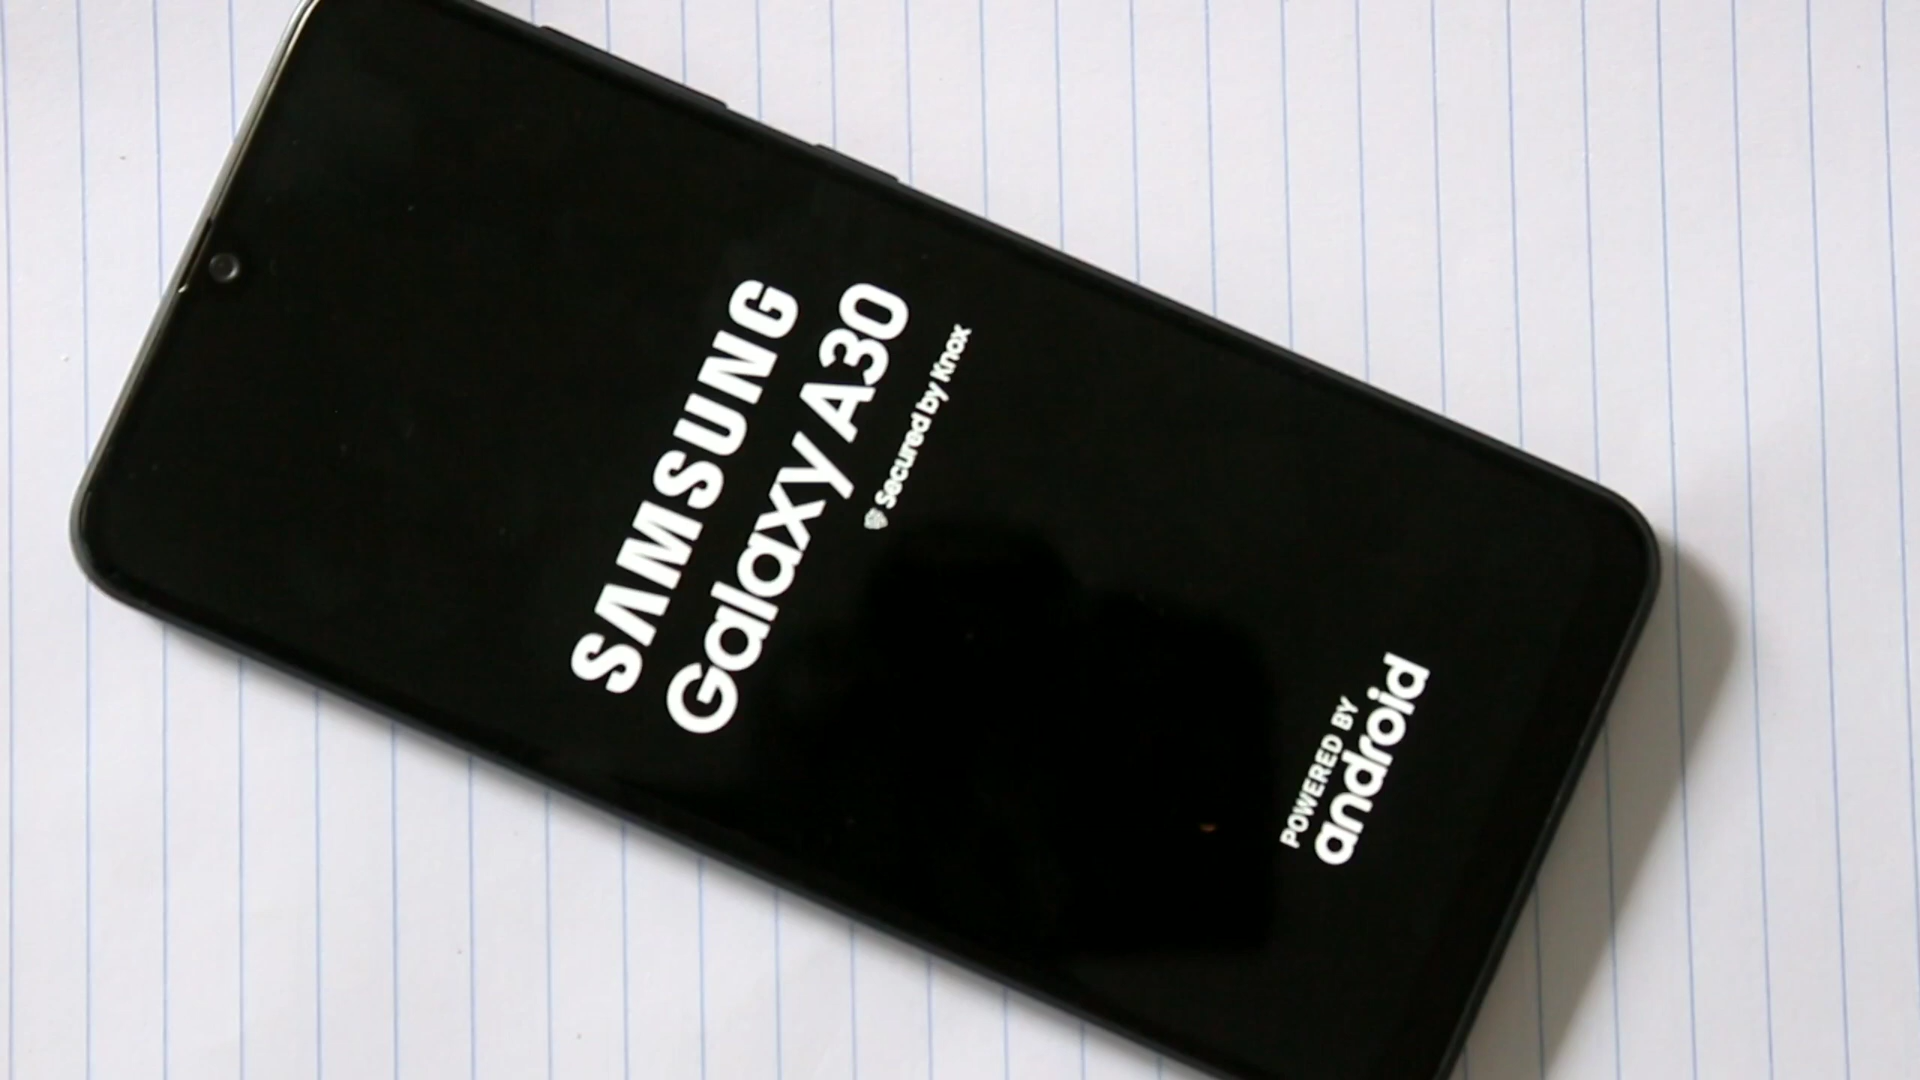 SAMSUNG
Galaxy A30
Secured by Knox
POWERED BY
android